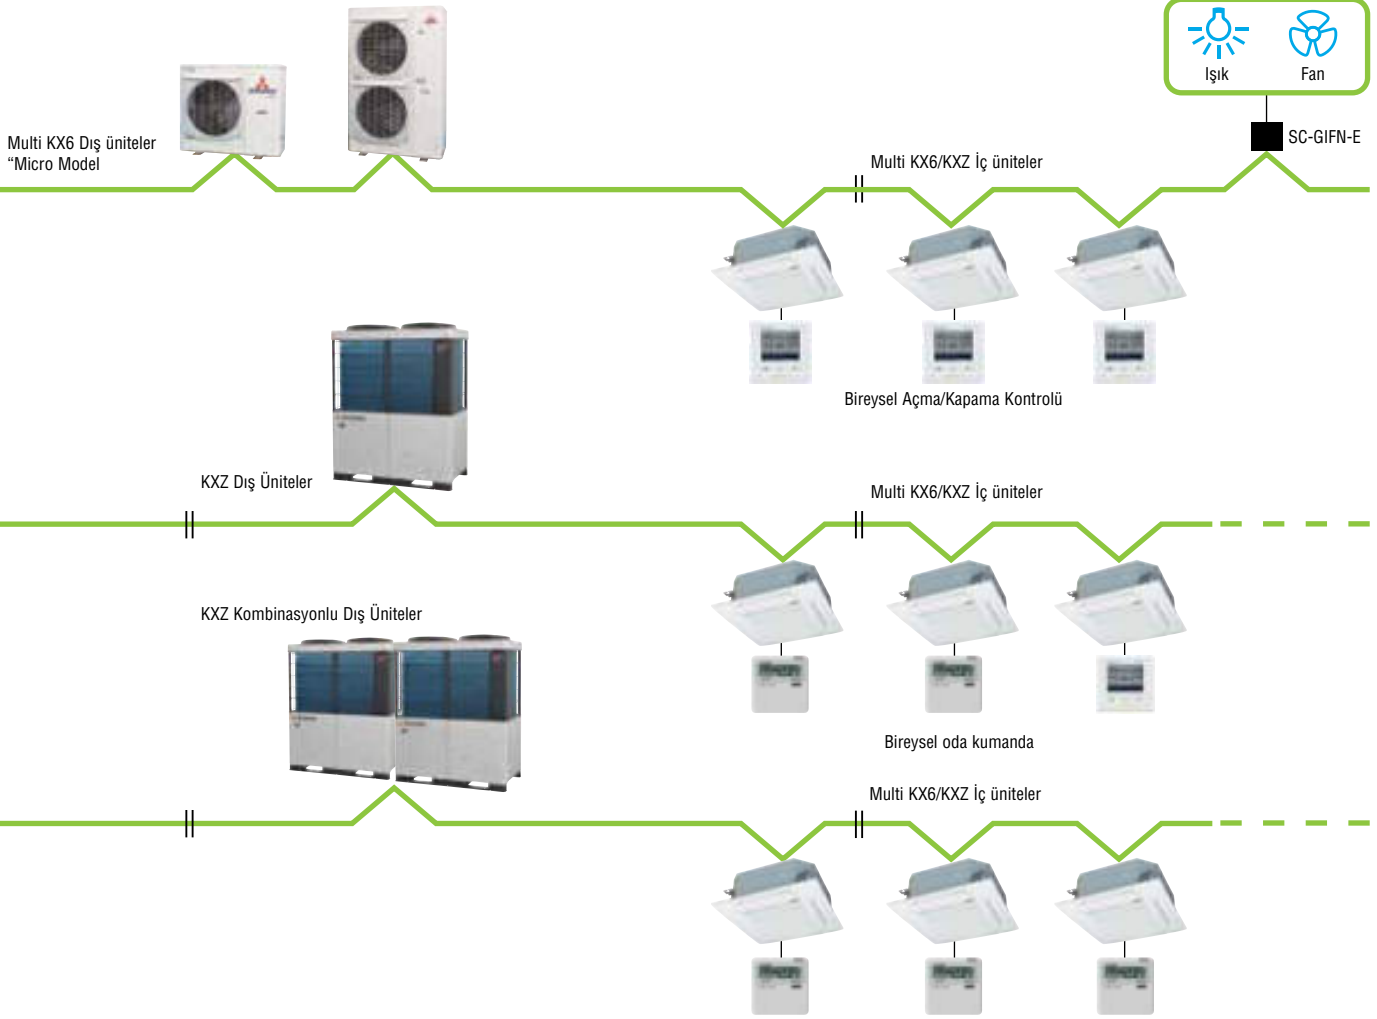 Işık
Fan
SC-GIFN-E
Multi KX6 Dış üniteler
“Micro Model
Multi KX6/KXZ İç üniteler
Bireysel Açma/Kapama Kontrolü
KXZ Dış Üniteler
Multi KX6/KXZ İç üniteler
KXZ Kombinasyonlu Dış Üniteler
Bireysel oda kumanda
Multi KX6/KXZ İç üniteler